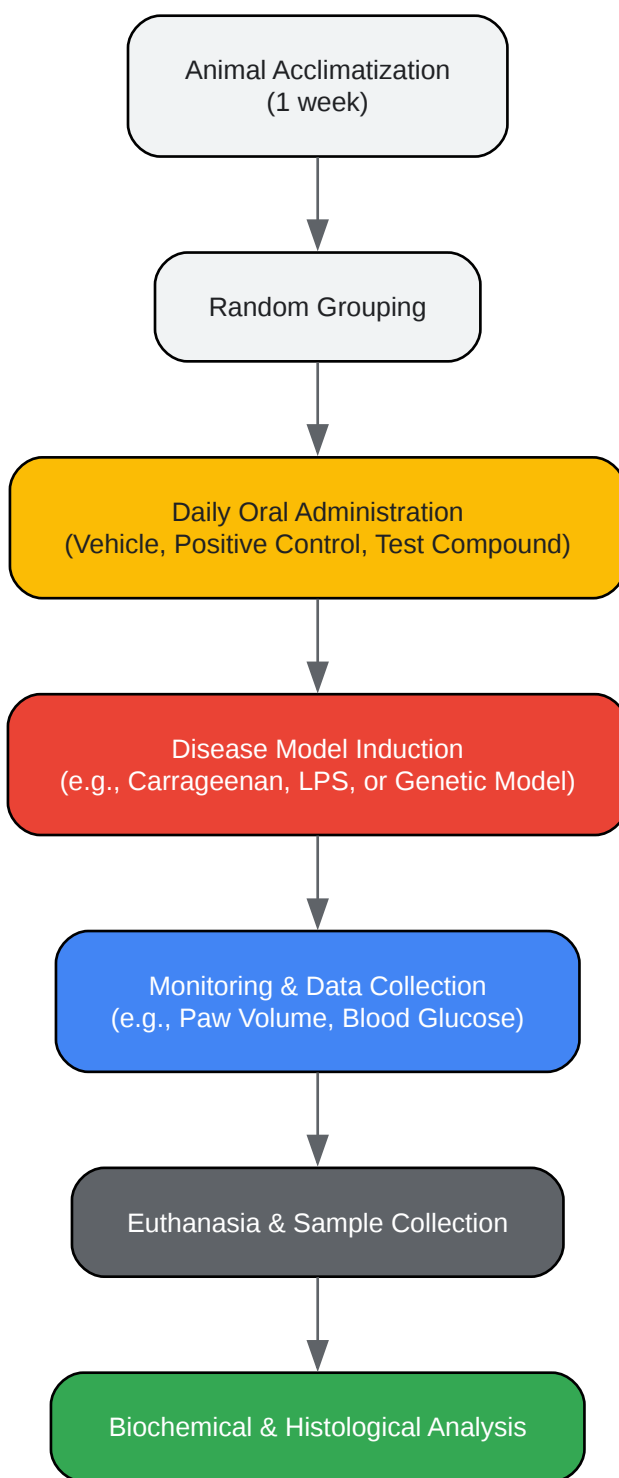 Animal Acclimatization
(1 week)
Random Grouping
Daily Oral Administration
(Vehicle, Positive Control, Test Compound)
Disease Model Induction
(e.g., Carrageenan, LPS, or Genetic Model)
Monitoring & Data Collection
(e.g., Paw Volume, Blood Glucose)
Euthanasia & Sample Collection
Biochemical & Histological Analysis